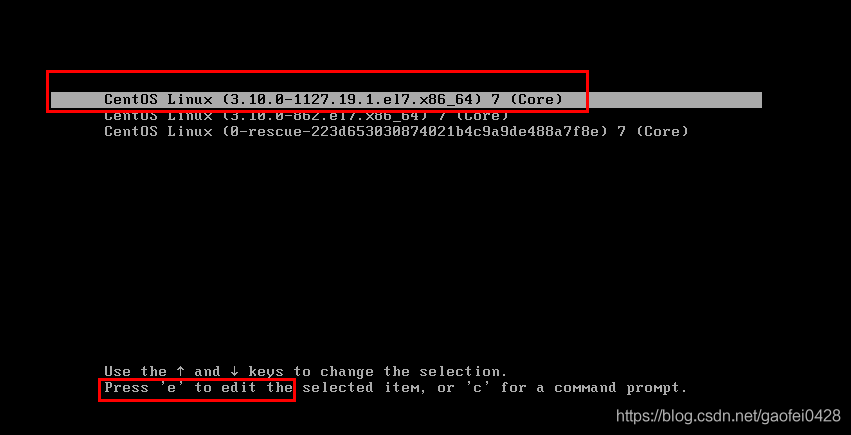 CentOS Linux (3.10.0-1127.19.1.el7.x86_64) 7 (Core)
CentOS Linux (3.10.0-862.el7.x86_64) 7 (Core)
CentOS Linux (0-rescue-223d653030874021b4c9a9de488a7f8e) 7 (Core)
Use the ↑ and ↓ keys to change the selection.
Press 'e' to edit the selected item, or 'c' for a command prompt.
https://blog.csdn.net/gaofei0428